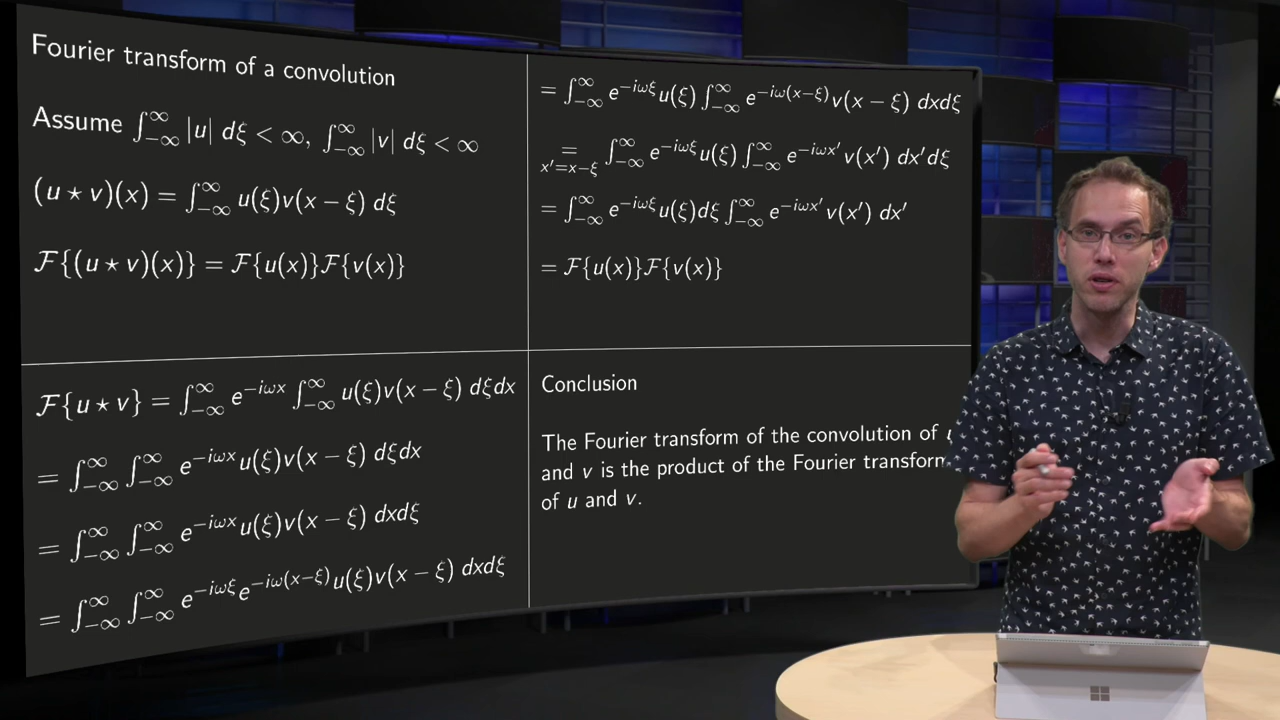 Fourier transform of a convolution
Assume ∫_{-∞}^{∞} |u| dξ < ∞, ∫_{-∞}^{∞} |v| dξ < ∞
(u ⋆ v)(x) = ∫_{-∞}^{∞} u(ξ)v(x − ξ) dξ
ℱ{(u ⋆ v)(x)} = ℱ{u(x)}ℱ{v(x)}
ℱ{u ⋆ v} = ∫_{-∞}^{∞} e^{−iωx} ∫_{-∞}^{∞} u(ξ)v(x − ξ) dξdx
= ∫_{-∞}^{∞} ∫_{-∞}^{∞} e^{−iωx} u(ξ)v(x − ξ) dξdx
= ∫_{-∞}^{∞} ∫_{-∞}^{∞} e^{−iωx} u(ξ)v(x − ξ) dxdξ
= ∫_{-∞}^{∞} ∫_{-∞}^{∞} e^{−iωξ} e^{−iω(x−ξ)} u(ξ)v(x − ξ) dxdξ
= ∫_{-∞}^{∞} e^{−iωξ} u(ξ) ∫_{-∞}^{∞} e^{−iω(x−ξ)} v(x − ξ) dxdξ
=_{x′=x−ξ} ∫_{-∞}^{∞} e^{−iωξ} u(ξ) ∫_{-∞}^{∞} e^{−iωx′} v(x′) dx′dξ
= ∫_{-∞}^{∞} e^{−iωξ} u(ξ)dξ ∫_{-∞}^{∞} e^{−iωx′} v(x′) dx′
= ℱ{u(x)}ℱ{v(x)}
Conclusion
The Fourier transform of the convolution of
and v is the product of the Fourier transform
of u and v.